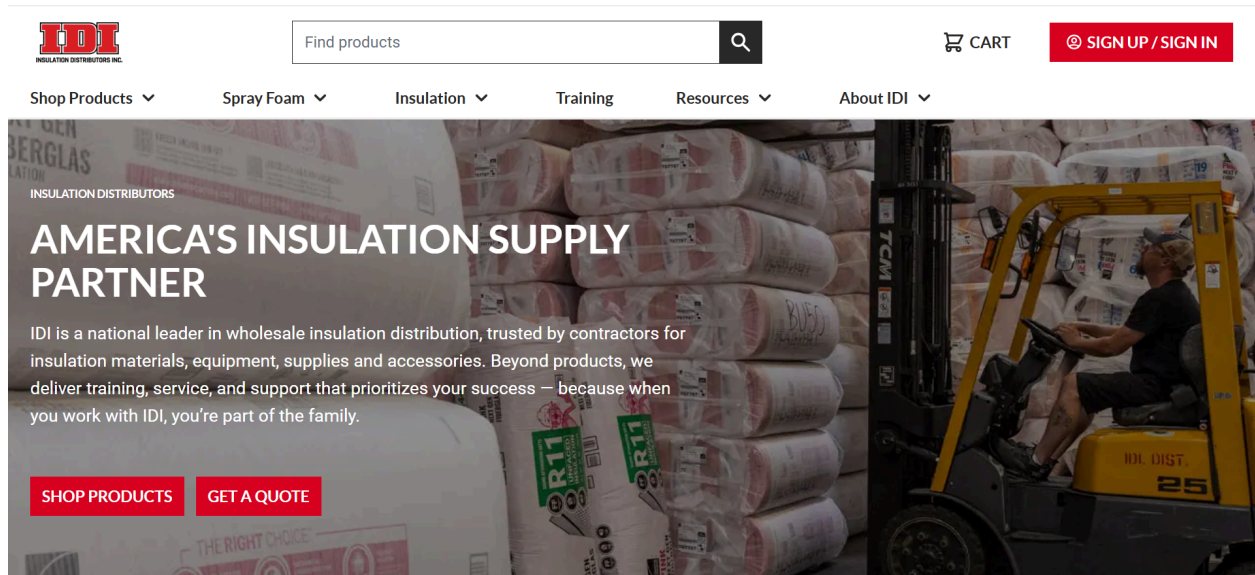 IDI
INSULATION DISTRIBUTORS INC.
Find products
CART
SIGN UP / SIGN IN
Shop Products
Spray Foam
Insulation
Training
Resources
About IDI
BERGLAS
INSULATION DISTRIBUTORS
AMERICA'S INSULATION SUPPLY
PARTNER
IDI is a national leader in wholesale insulation distribution, trusted by contractors for
insulation materials, equipment, supplies and accessories. Beyond products, we
deliver training, service, and support that prioritizes your success — because when
you work with IDI, you're part of the family.
SHOP PRODUCTS
GET A QUOTE
THE RIGHT CHOICE
R11
R11
BU50
TCM
19
IDI DIST.
25